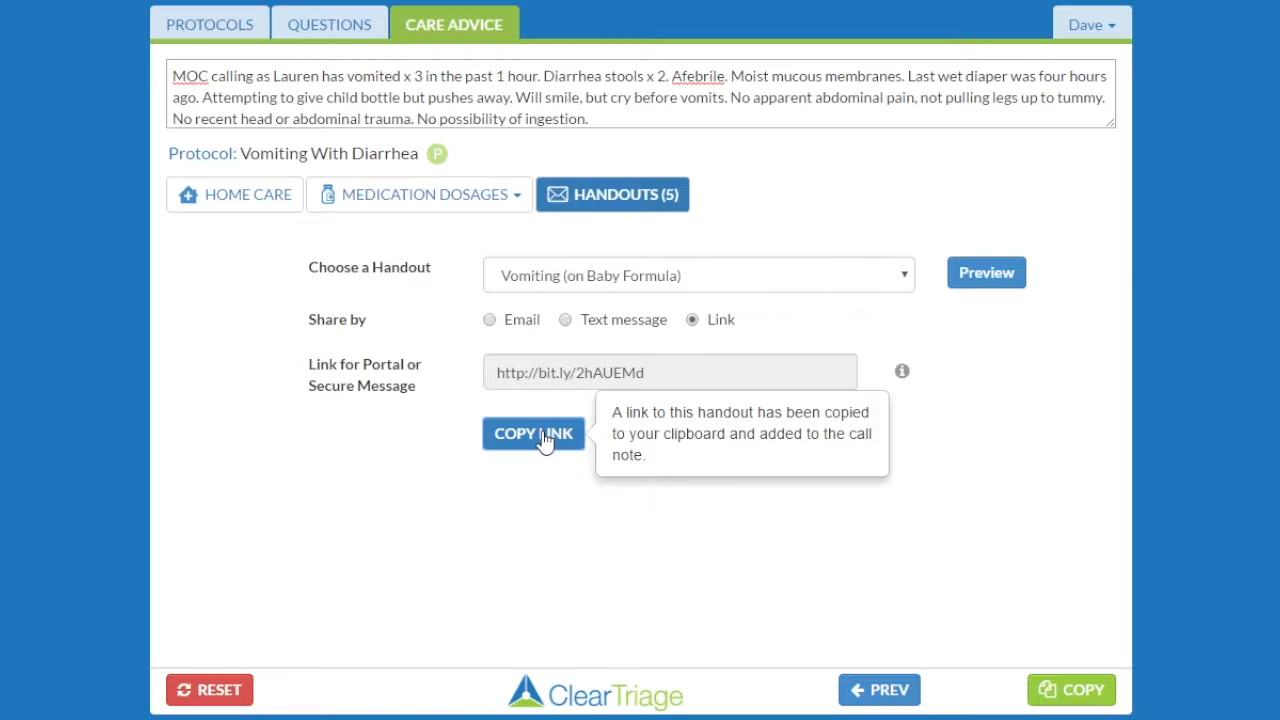 PROTOCOLS QUESTIONS CARE ADVICE Dave
MOC calling as Lauren has vomited x 3 in the past 1 hour. Diarrhea stools x 2. Afebrile. Moist mucous membranes. Last wet diaper was four hours
ago. Attempting to give child bottle but pushes away. Will smile, but cry before vomits. No apparent abdominal pain, not pulling legs up to tummy.
No recent head or abdominal trauma. No possibility of ingestion.
Protocol: Vomiting With Diarrhea P
HOME CARE MEDICATION DOSAGES HANDOUTS (5)
Choose a Handout Vomiting (on Baby Formula) Preview
Share by Email Text message Link
Link for Portal or
Secure Message
http://bit.ly/2hAUEMd
COPY LINK
A link to this handout has been copied
to your clipboard and added to the call
note.
RESET ClearTriage PREV COPY